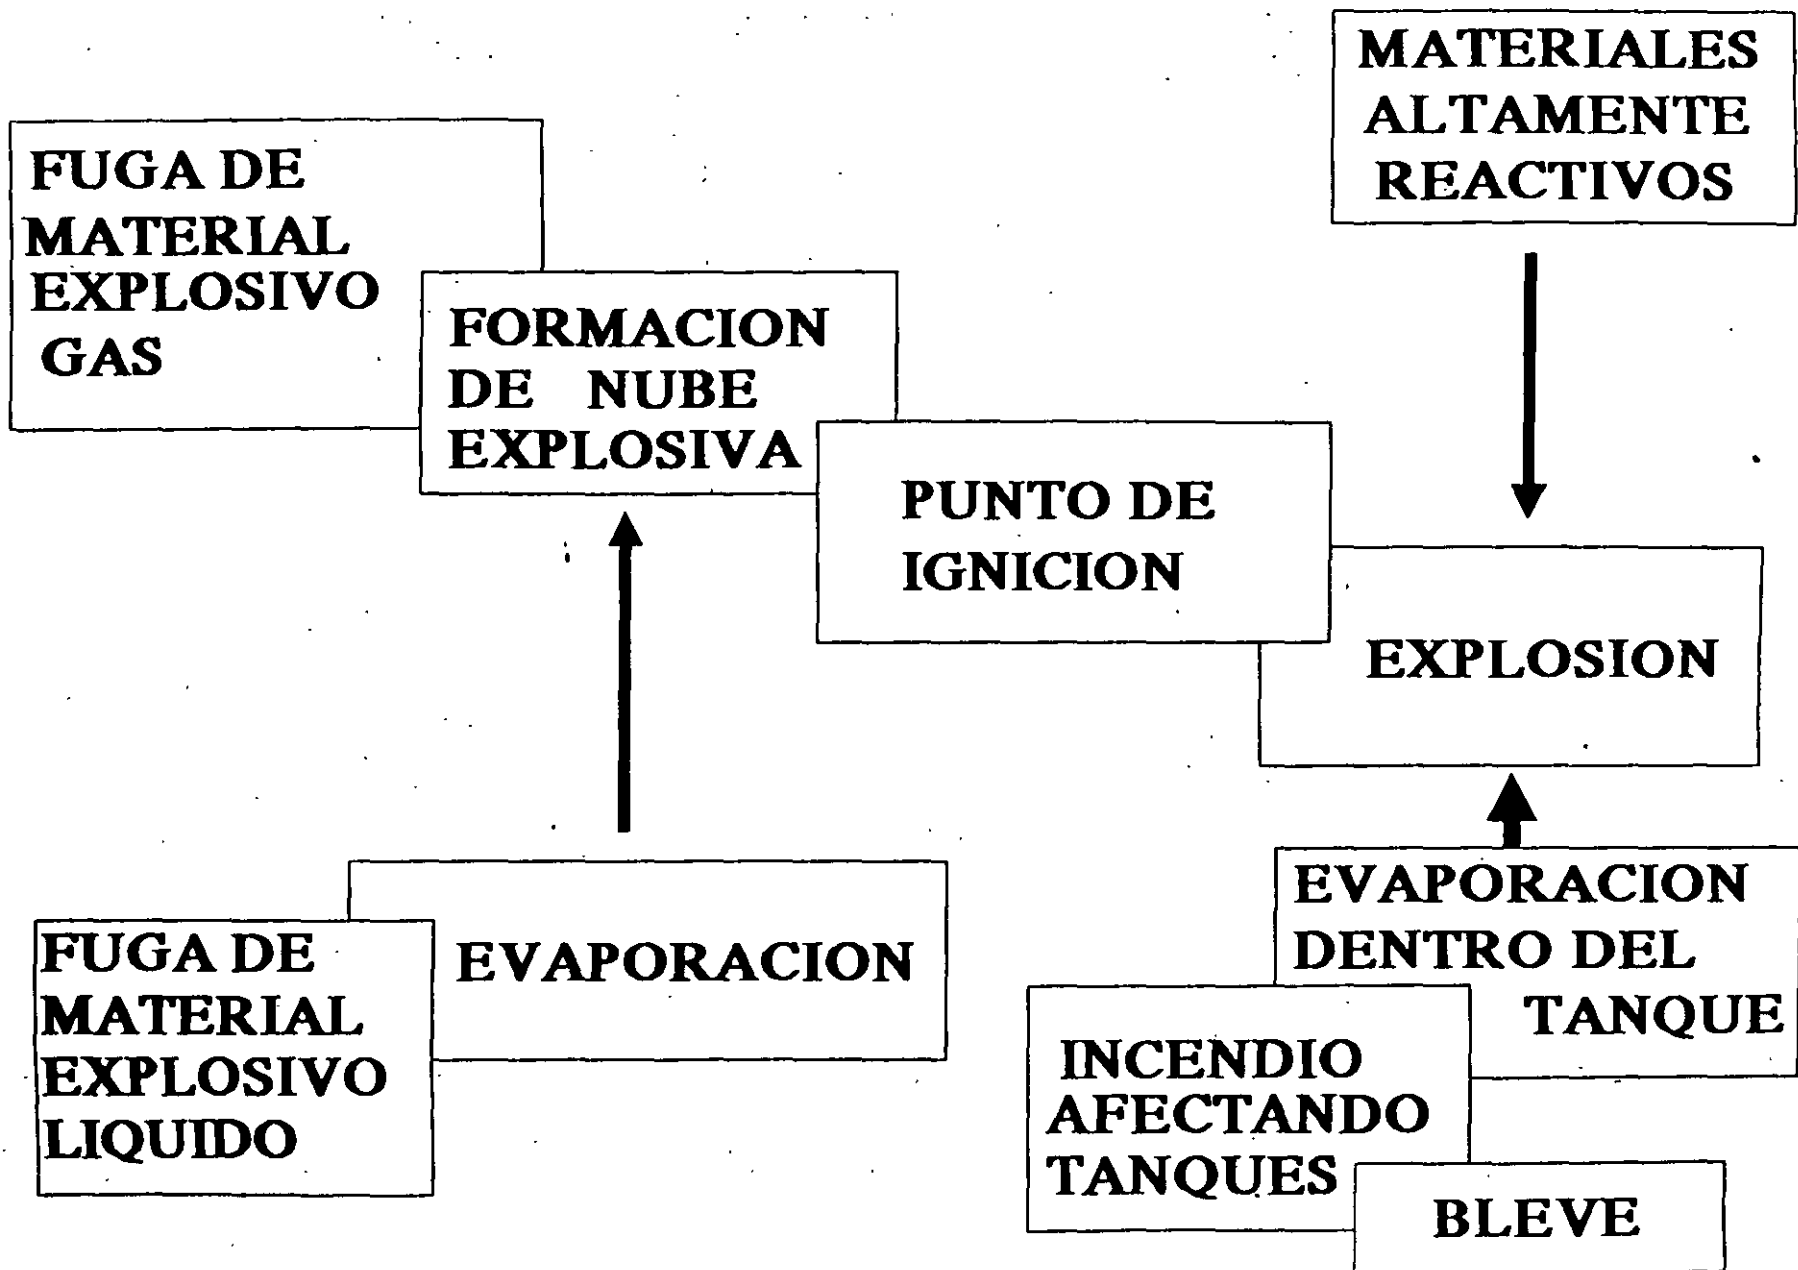 MATERIALES
ALTAMENTE
REACTIVOS
FUGA DE
MATERIAL
EXPLOSIVO
GAS
FORMACION
DE NUBE
EXPLOSIVA
PUNTO DE
IGNICION
EXPLOSION
EVAPORACION
FUGA DE
MATERIAL
EXPLOSIVO
LIQUIDO
EVAPORACION
DENTRO DEL
TANQUE
INCENDIO
AFECTANDO
TANQUES
BLEVE